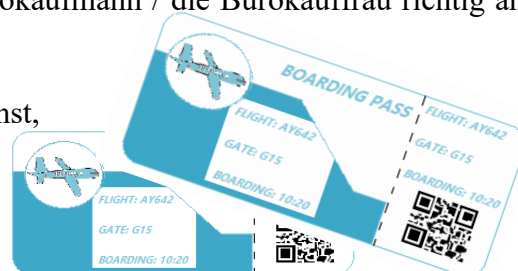 okaufmann / die Bürokauffrau richtig an
nst,
BOARDING PASS
FLIGHT: AY642
GATE: G15
BOARDING: 10:20
FLIGHT: AY642
GATE: G15
BOARDING: 10:20
FLIGHT: AY642
GATE: G15
BOARDING: 10:20